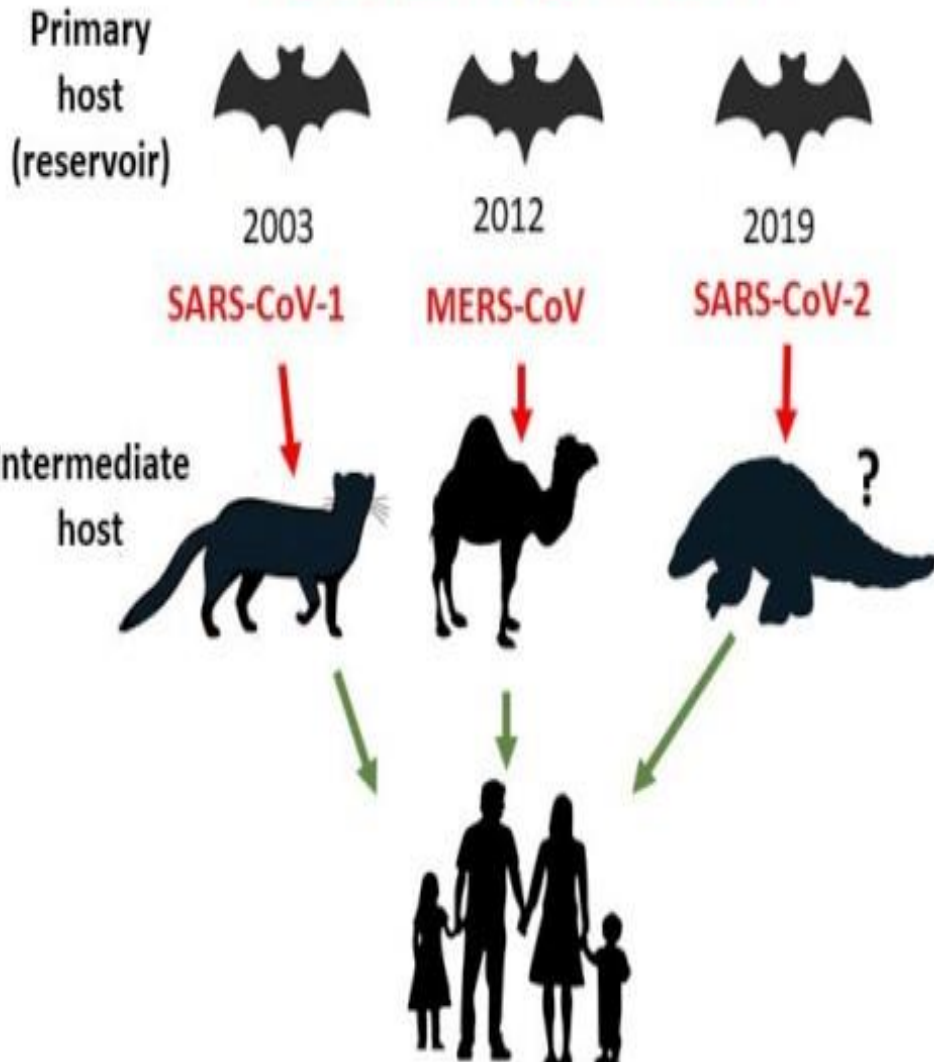 Primary
host
(reservoir)
2003
2012
2019
SARS-CoV-1
MERS-CoV
SARS-CoV-2
ntermediate
host
?